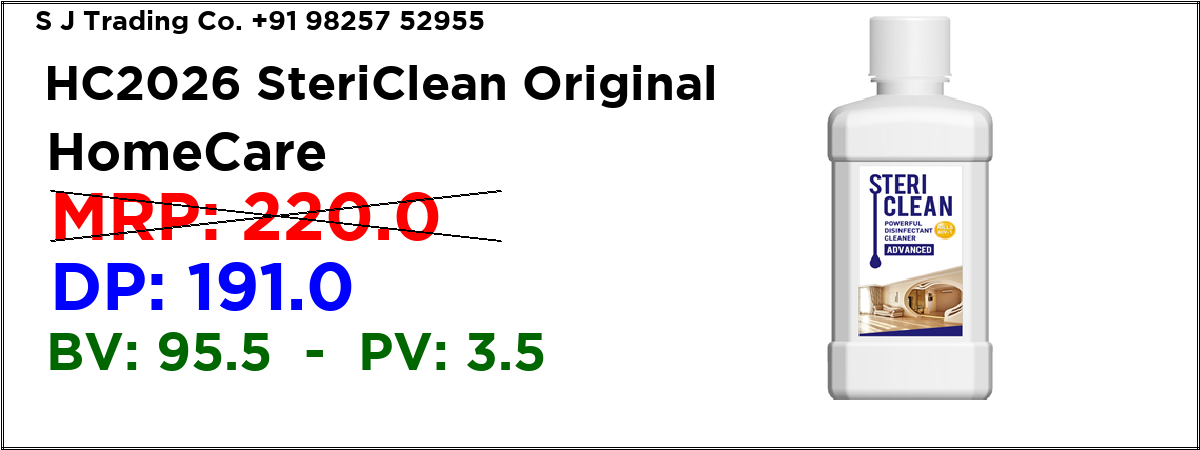 S J Trading Co. +91 98257 52955
HC2026 SteriClean Original
HomeCare
MRP: 220.0
DP: 191.0
BV: 95.5 - PV: 3.5
STERI
CLEAN
POWERFUL
DISINFECTANT
CLEANER
ADVANCED